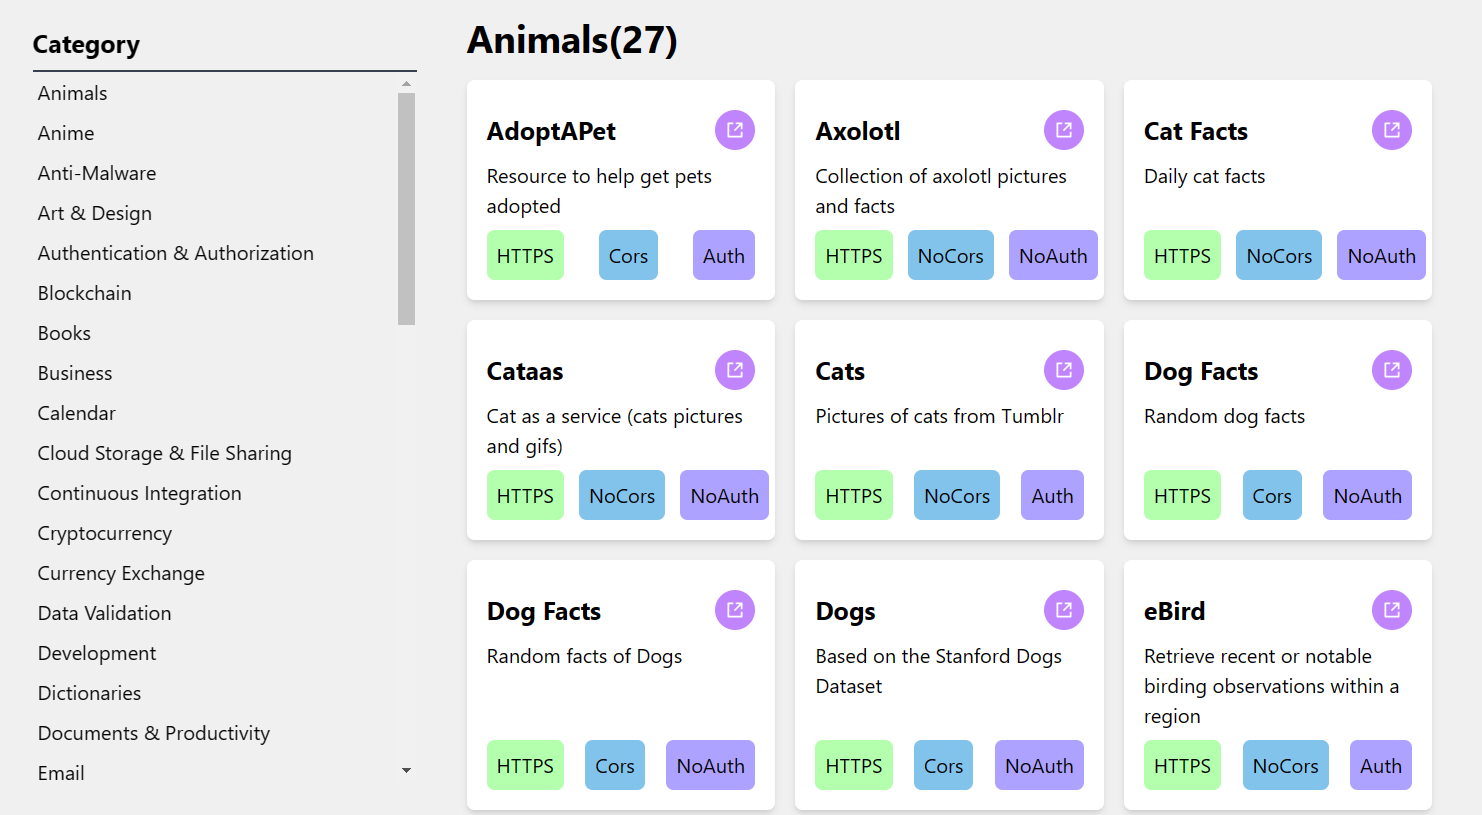 Category
Animals
Anime
Anti-Malware
Art & Design
Authentication & Authorization
Blockchain
Books
Business
Calendar
Cloud Storage & File Sharing
Continuous Integration
Cryptocurrency
Currency Exchange
Data Validation
Development
Dictionaries
Documents & Productivity
Email
Animals(27)
AdoptAPet
Resource to help get pets
adopted
HTTPS Cors Auth
Axolotl
Collection of axolotl pictures
and facts
HTTPS NoCors NoAuth
Cat Facts
Daily cat facts
HTTPS NoCors NoAuth
Cataas
Cat as a service (cats pictures
and gifs)
HTTPS NoCors NoAuth
Cats
Pictures of cats from Tumblr
HTTPS NoCors Auth
Dog Facts
Random dog facts
HTTPS Cors NoAuth
Dog Facts
Random facts of Dogs
HTTPS Cors NoAuth
Dogs
Based on the Stanford Dogs
Dataset
HTTPS Cors NoAuth
eBird
Retrieve recent or notable
birding observations within a
region
HTTPS NoCors Auth